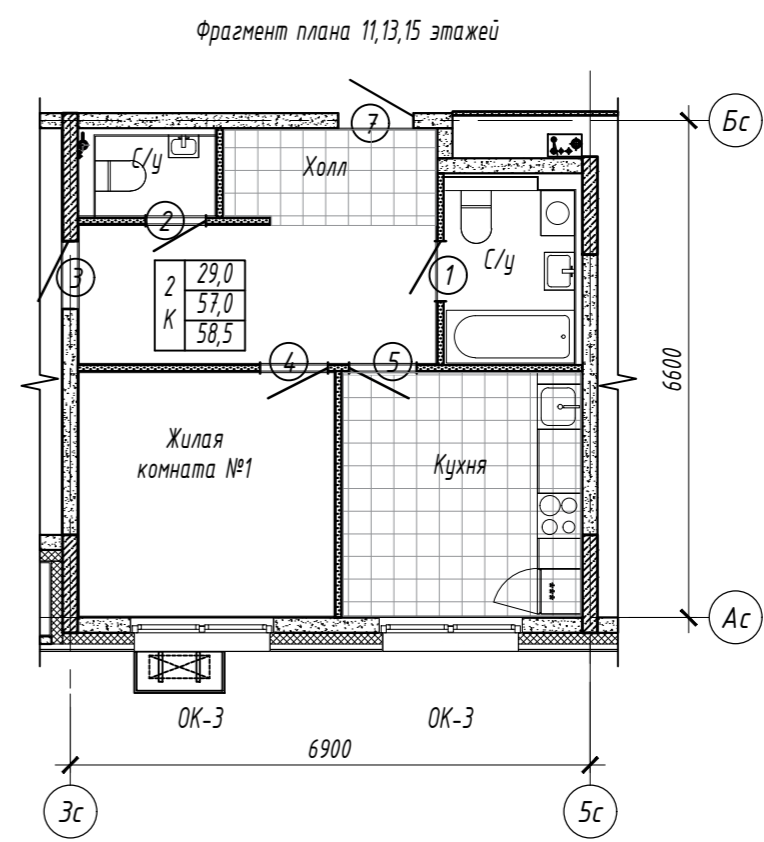 Фрагмент плана 11,13,15 этажей
7
Бс
С/у
Холл
2
3
1
С/у
2
К
29,0
57,0
58,5
4
5
6600
Жилая
комната №1
Кухня
Ас
ОК-3
ОК-3
6900
3с
5с